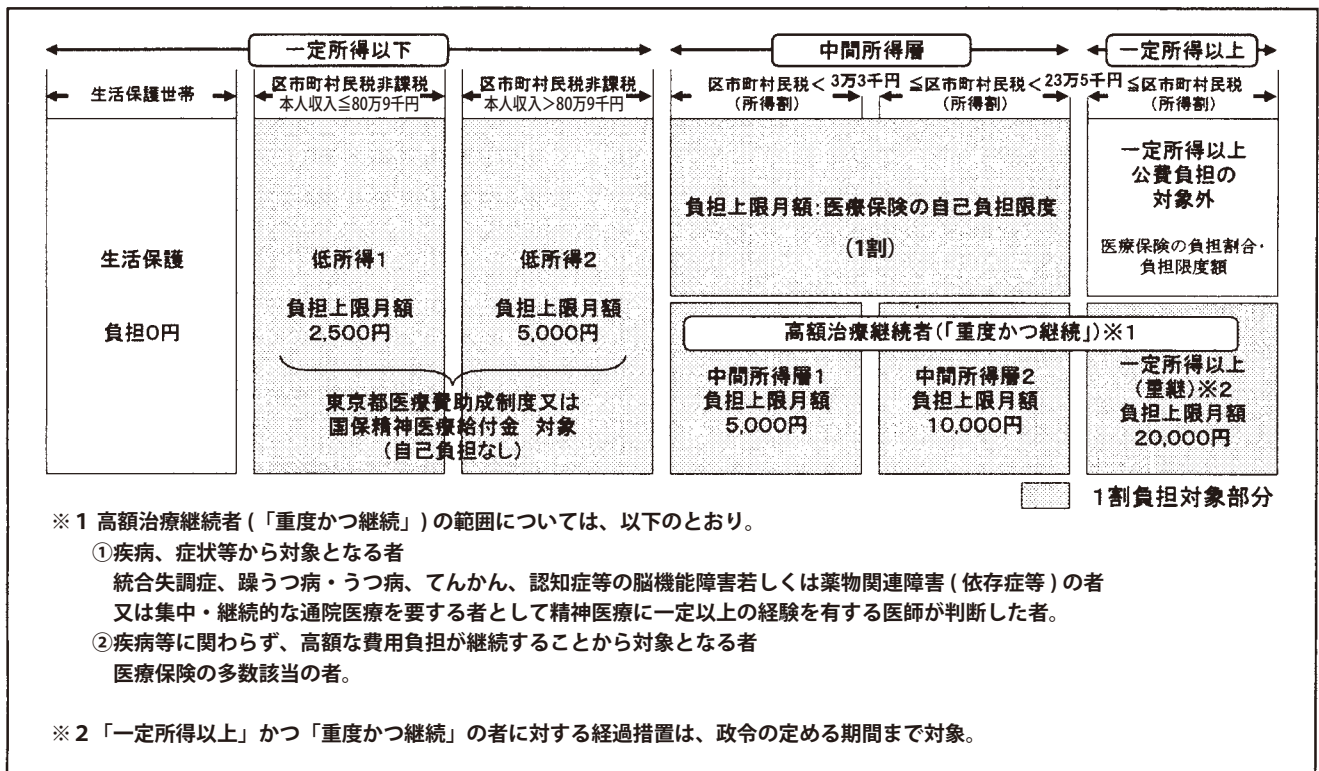 一定所得以下
中間所得層
一定所得以上
生活保護世帯
区市町村民税非課税
本人収入≦80万9千円
区市町村民税非課税
本人収入＞80万9千円
区市町村民税＜3万3千円≦区市町村民税＜23万5千円≦区市町村民税
(所得割)
(所得割)
(所得割)
生活保護
負担0円
低所得1
負担上限月額
2,500円
低所得2
負担上限月額
5,000円
東京都医療費助成制度又は
国保精神医療給付金 対象
(自己負担なし)
負担上限月額:医療保険の自己負担限度
(1割)
一定所得以上
公費負担の
対象外
医療保険の負担割合・
負担限度額
高額治療継続者(「重度かつ継続」)※1
中間所得層1
負担上限月額
5,000円
中間所得層2
負担上限月額
10,000円
一定所得以上
(重継)※2
負担上限月額
20,000円
1割負担対象部分
※1 高額治療継続者(「重度かつ継続」)の範囲については、以下のとおり。
①疾病、症状等から対象となる者
統合失調症、躁うつ病・うつ病、てんかん、認知症等の脳機能障害若しくは薬物関連障害(依存症等)の者
又は集中・継続的な通院医療を要する者として精神医療に一定以上の経験を有する医師が判断した者。
②疾病等に関わらず、高額な費用負担が継続することから対象となる者
医療保険の多数該当の者。
※2「一定所得以上」かつ「重度かつ継続」の者に対する経過措置は、政令の定める期間まで対象。